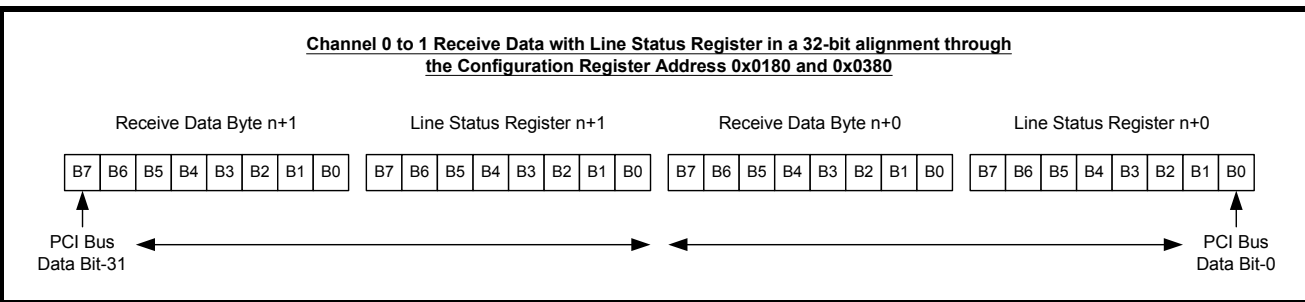 Channel 0 to 1 Receive Data with Line Status Register in a 32-bit alignment through
the Configuration Register Address 0x0180 and 0x0380
Receive Data Byte n+1 Line Status Register n+1 Receive Data Byte n+0 Line Status Register n+0
B7 B6 B5 B4 B3 B2 B1 B0 B7 B6 B5 B4 B3 B2 B1 B0 B7 B6 B5 B4 B3 B2 B1 B0 B7 B6 B5 B4 B3 B2 B1 B0
PCI Bus PCI Bus
Data Bit-31 Data Bit-0